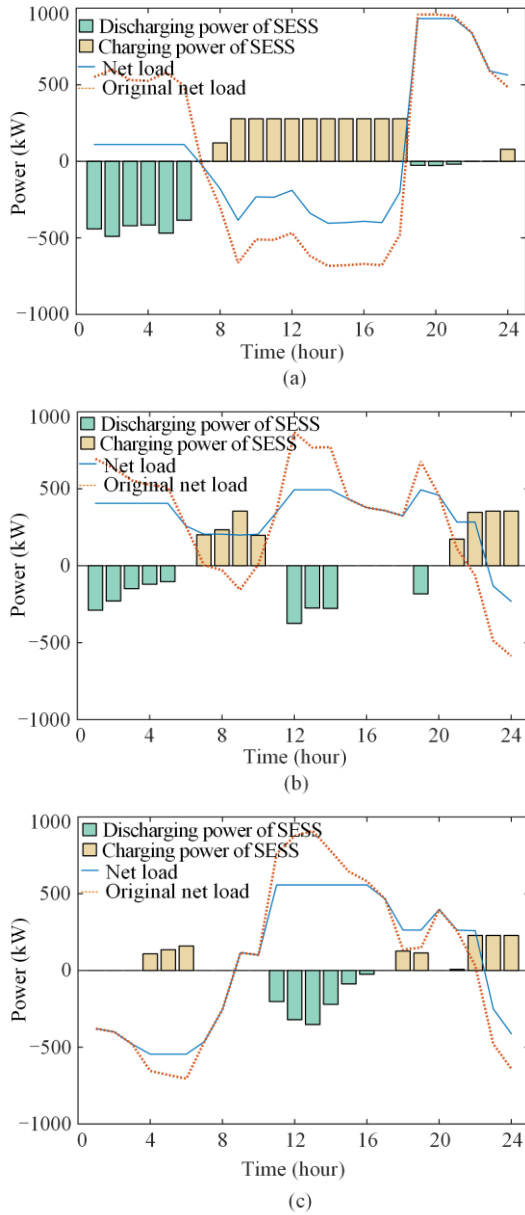 1000
Discharging power of SESS
Charging power of SESS
500
Net load
Original net load
Power (kW)
0
−500
−1000
0 4 8 12 16 20 24
Time (hour)
(a)
1000
Discharging power of SESS
Charging power of SESS
Net load
500
Original net load
Power (kW)
0
−500
−1000
0 4 8 12 16 20 24
Time (hour)
(b)
1000
Discharging power of SESS
Charging power of SESS
Net load
500
Original net load
Power (kW)
0
−500
−1000
0 4 8 12 16 20 24
Time (hour)
(c)